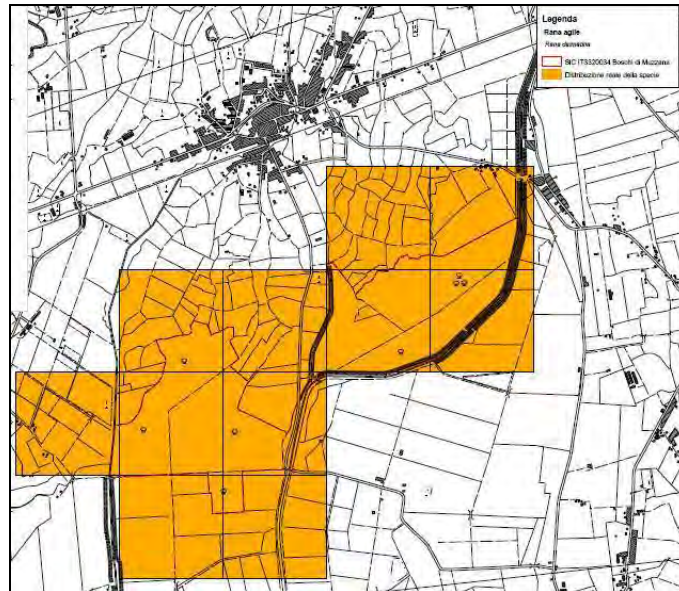 Legenda
Rana agile
Rana dalmatina
SIC IT3320034 Boschi di Muzzana
Distribuzione reale della specie